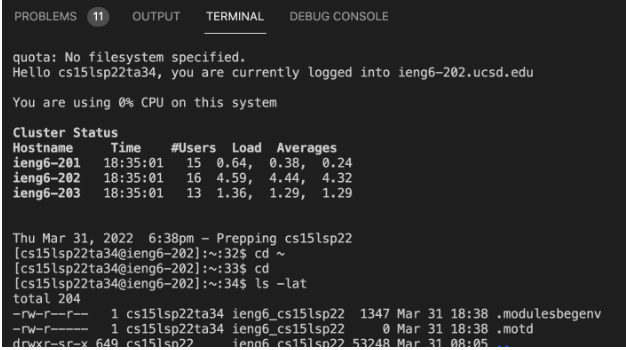 PROBLEMS 11 OUTPUT TERMINAL DEBUG CONSOLE
quota: No filesystem specified.
Hello cs15lsp22ta34, you are currently logged into ieng6-202.ucsd.edu
You are using 0% CPU on this system
Cluster Status
Hostname Time #Users Load Averages
ieng6-201 18:35:01 15 0.64, 0.38, 0.24
ieng6-202 18:35:01 16 4.59, 4.44, 4.32
ieng6-203 18:35:01 13 1.36, 1.29, 1.29
Thu Mar 31, 2022 6:38pm - Prepping cs15lsp22
[cs15lsp22ta34@ieng6-202]:~:32$ cd ~
[cs15lsp22ta34@ieng6-202]:~:33$ cd
[cs15lsp22ta34@ieng6-202]:~:34$ ls -lat
total 204
-rw-r--r-- 1 cs15lsp22ta34 ieng6_cs15lsp22 1347 Mar 31 18:38 .modulesbegenv
-rw-r----- 1 cs15lsp22ta34 ieng6_cs15lsp22 0 Mar 31 18:38 .motd
drwxr-sr-x 649 cs15lsp22 ieng6_cs15lsp22 53248 Mar 31 08:05 ..